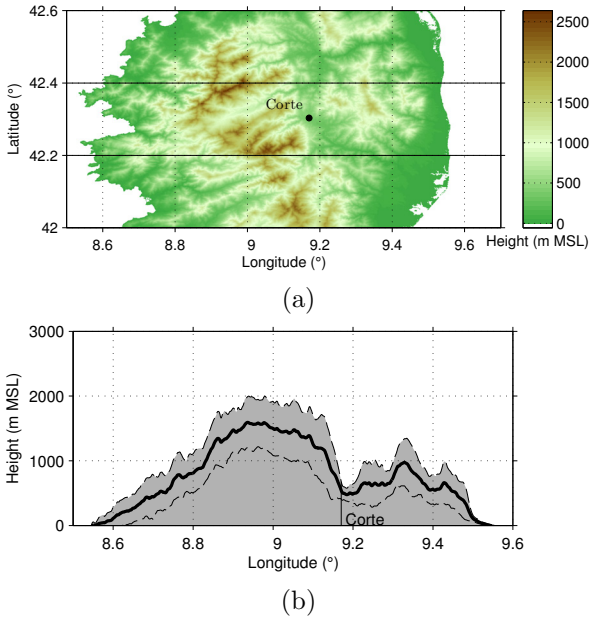 42.6
42.4
42.2
42
Latitude (°)
Corte
8.6 8.8 9 9.2 9.4 9.6
Longitude (°)
2500
2000
1500
1000
500
0
Height (m MSL)
(a)
3000
2000
1000
0
Height (m MSL)
Corte
8.6 8.8 9 9.2 9.4 9.6
Longitude (°)
(b)